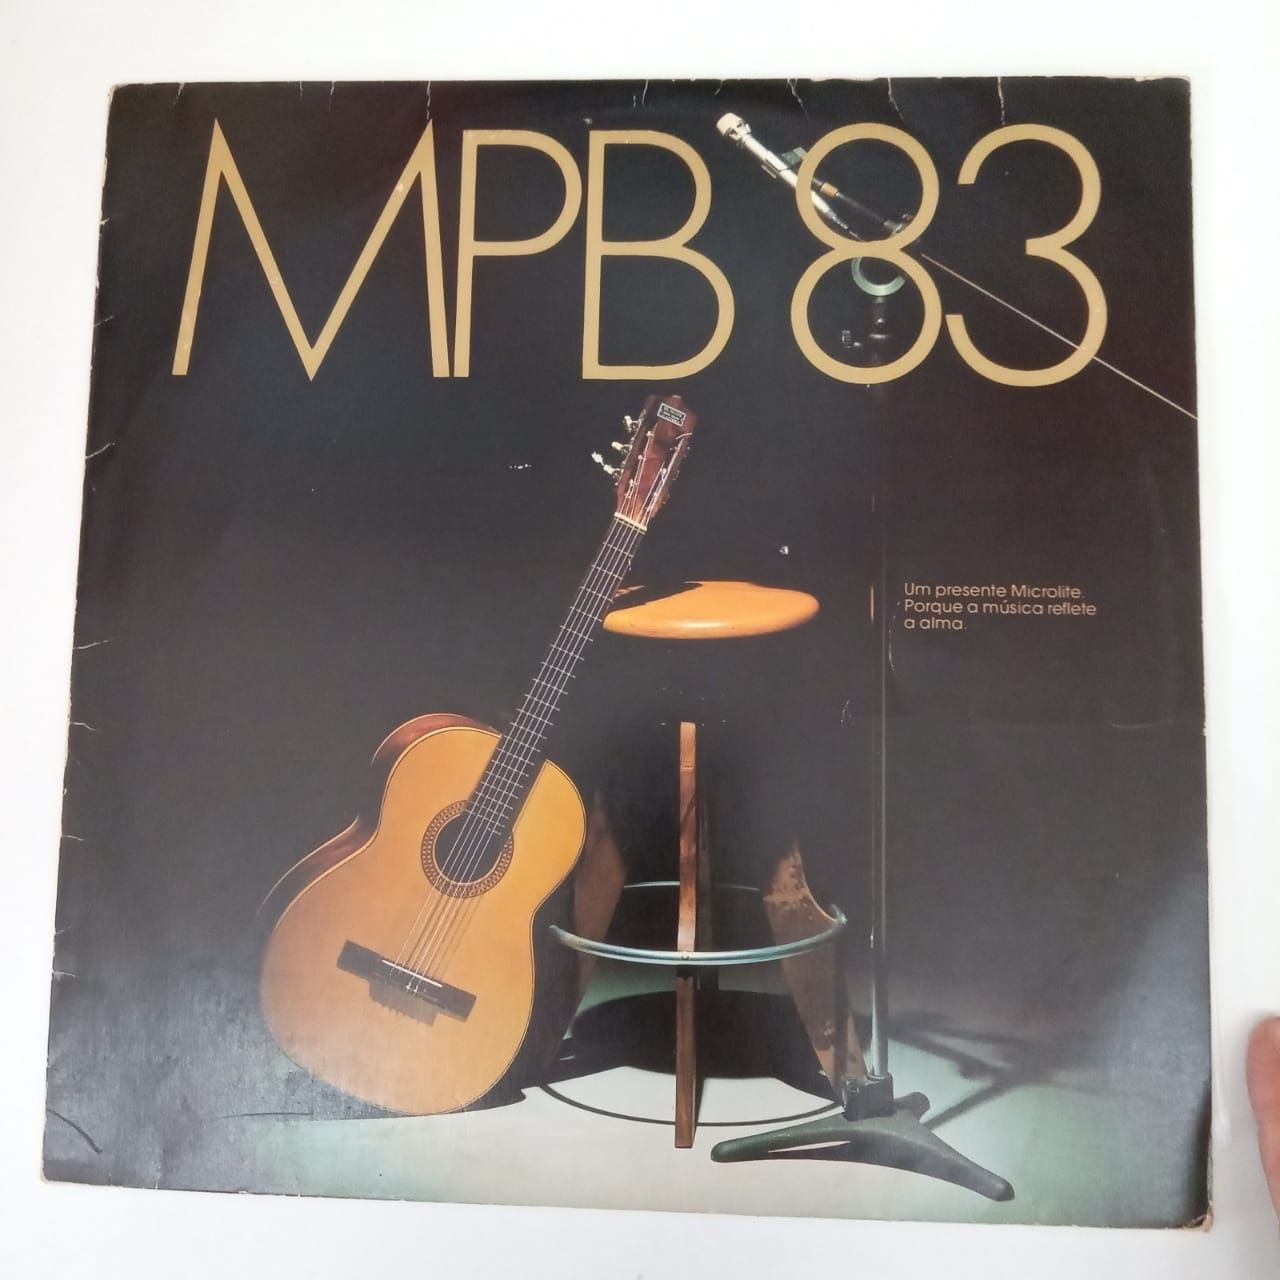 MPB '83
Um presente Microlite.
Porque a música reflete
a alma.